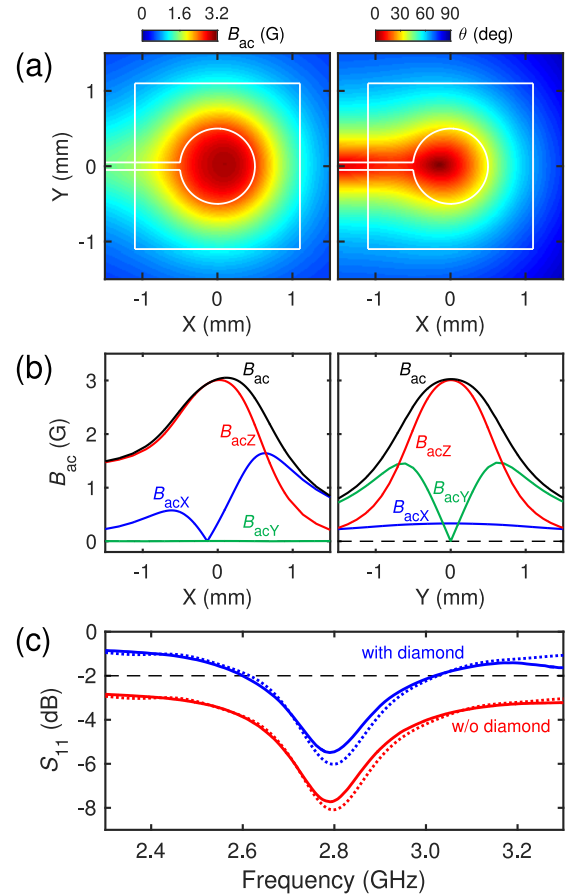 0 1.6 3.2 0 30 60 90
B_ac (G) θ (deg)
(a)
1
0
-1
Y (mm)
-1 0 1 -1 0 1
X (mm) X (mm)
(b)
B_ac B_ac
3
2
1
0
B_ac (G)
B_acZ B_acZ
B_acX B_acY
B_acY B_acX
-1 0 1 -1 0 1
X (mm) Y (mm)
(c)
0
-2
-4
-6
-8
S_11 (dB)
with diamond
w/o diamond
2.4 2.6 2.8 3.0 3.2
Frequency (GHz)